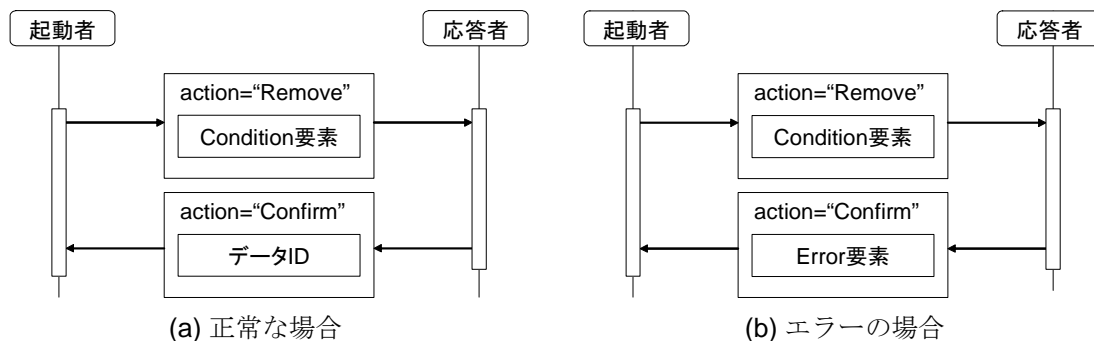 起動者
応答者
action=“Remove”
Condition要素
action=“Confirm”
データID
(a) 正常な場合
起動者
応答者
action=“Remove”
Condition要素
action=“Confirm”
Error要素
(b) エラーの場合